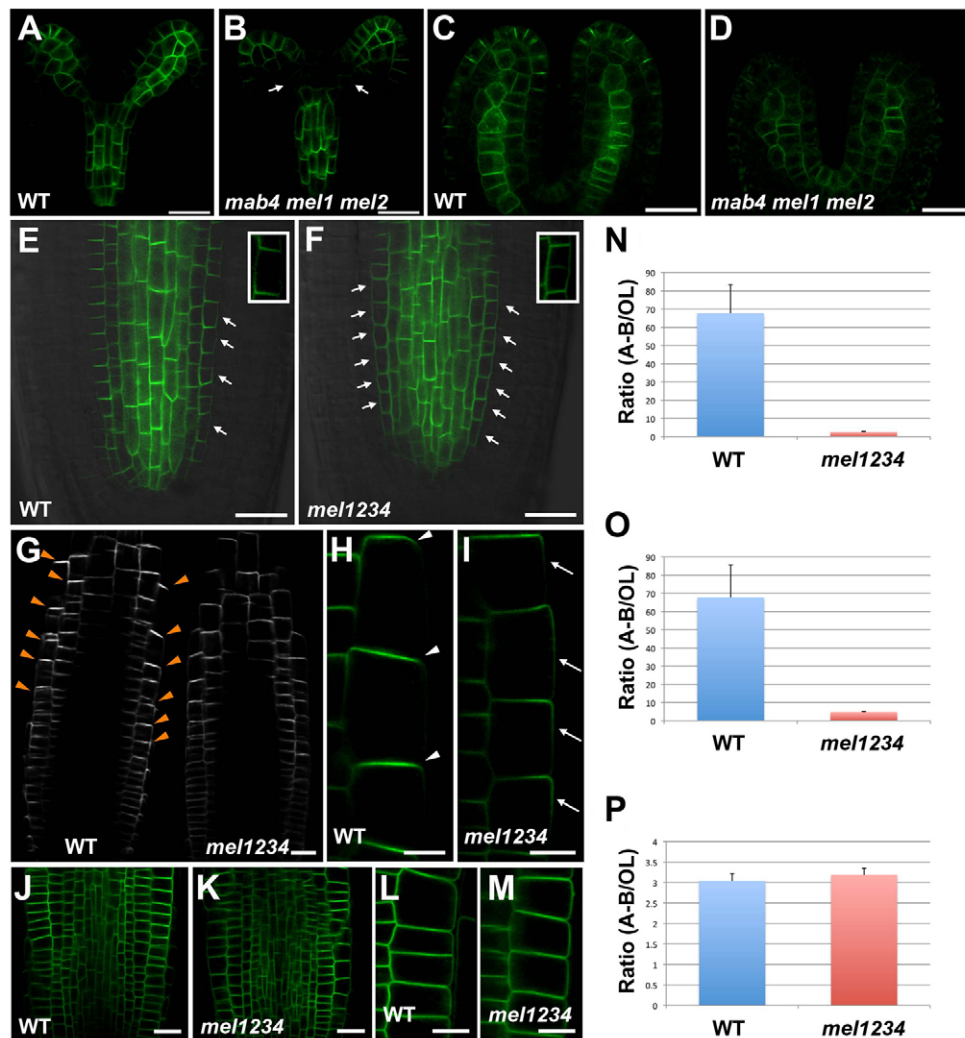 A
WT
B
mab4 mel1 mel2
C
WT
D
mab4 mel1 mel2
E
WT
F
mel1234
G
WT
mel1234
H
WT
I
mel1234
J
WT
K
mel1234
L
WT
M
mel1234
N
Ratio (A-B/OL)
90
80
70
60
50
40
30
20
10
0
WT
mel1234
O
Ratio (A-B/OL)
90
80
70
60
50
40
30
20
10
0
WT
mel1234
P
Ratio (A-B/OL)
4
3.5
3
2.5
2
1.5
1
0.5
0
WT
mel1234